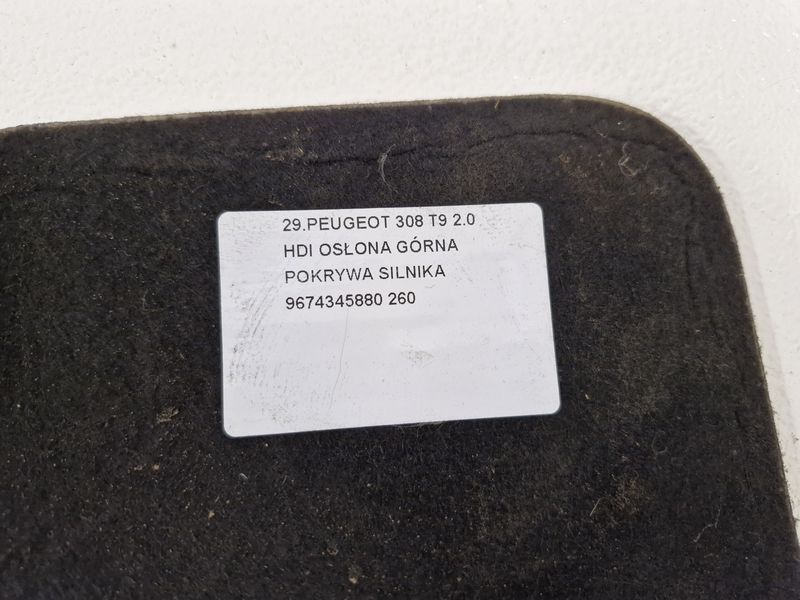 29.PEUGEOT 308 T9 2.0
HDI OSŁONA GÓRNA
POKRYWA SILNIKA
9674345880 260